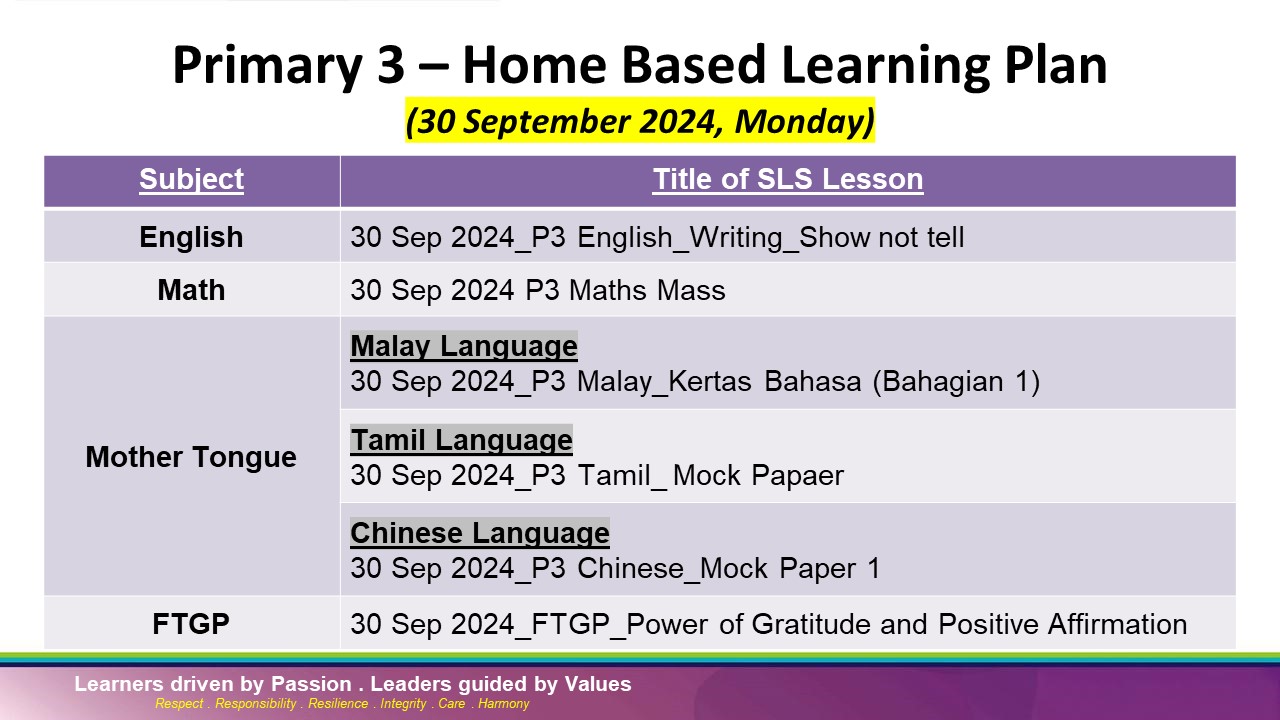 Primary 3 – Home Based Learning Plan
(30 September 2024, Monday)
Subject
Title of SLS Lesson
English
30 Sep 2024_P3 English_Writing_Show not tell
Math
30 Sep 2024 P3 Maths Mass
Mother Tongue
Malay Language
30 Sep 2024_P3 Malay_Kertas Bahasa (Bahagian 1)
Tamil Language
30 Sep 2024_P3 Tamil_ Mock Papaer
Chinese Language
30 Sep 2024_P3 Chinese_Mock Paper 1
FTGP
30 Sep 2024_FTGP_Power of Gratitude and Positive Affirmation
Learners driven by Passion . Leaders guided by Values
Respect . Responsibility . Resilience . Integrity . Care . Harmony